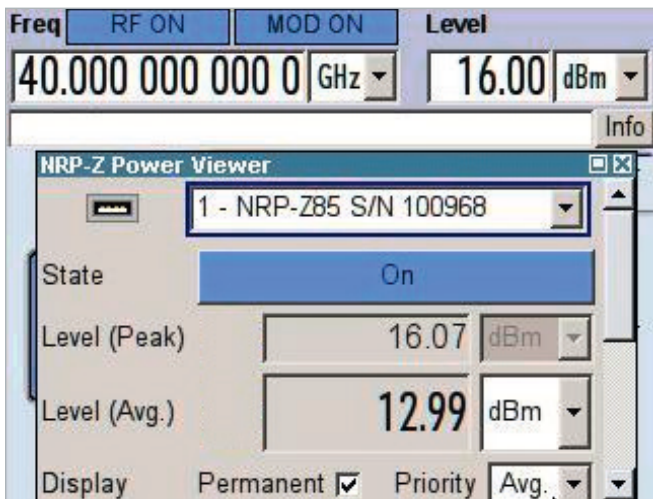 Freq RF ON MOD ON Level
40.000 000 000 0 GHz 16.00 dBm
Info
NRP-Z Power Viewer
1 - NRP-Z85 S/N 100968
State On
Level (Peak) 16.07 dBm
Level (Avg.) 12.99 dBm
Display Permanent Priority Avg.